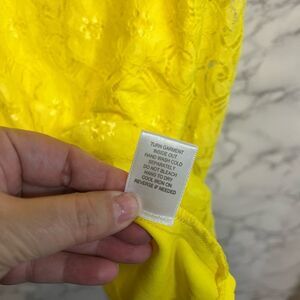 TURN GARMENT
INSIDE OUT
HAND WASH COLD
SEPARATELY
DO NOT BLEACH
HANG TO DRY
COOL IRON ON
REVERSE IF NEEDED